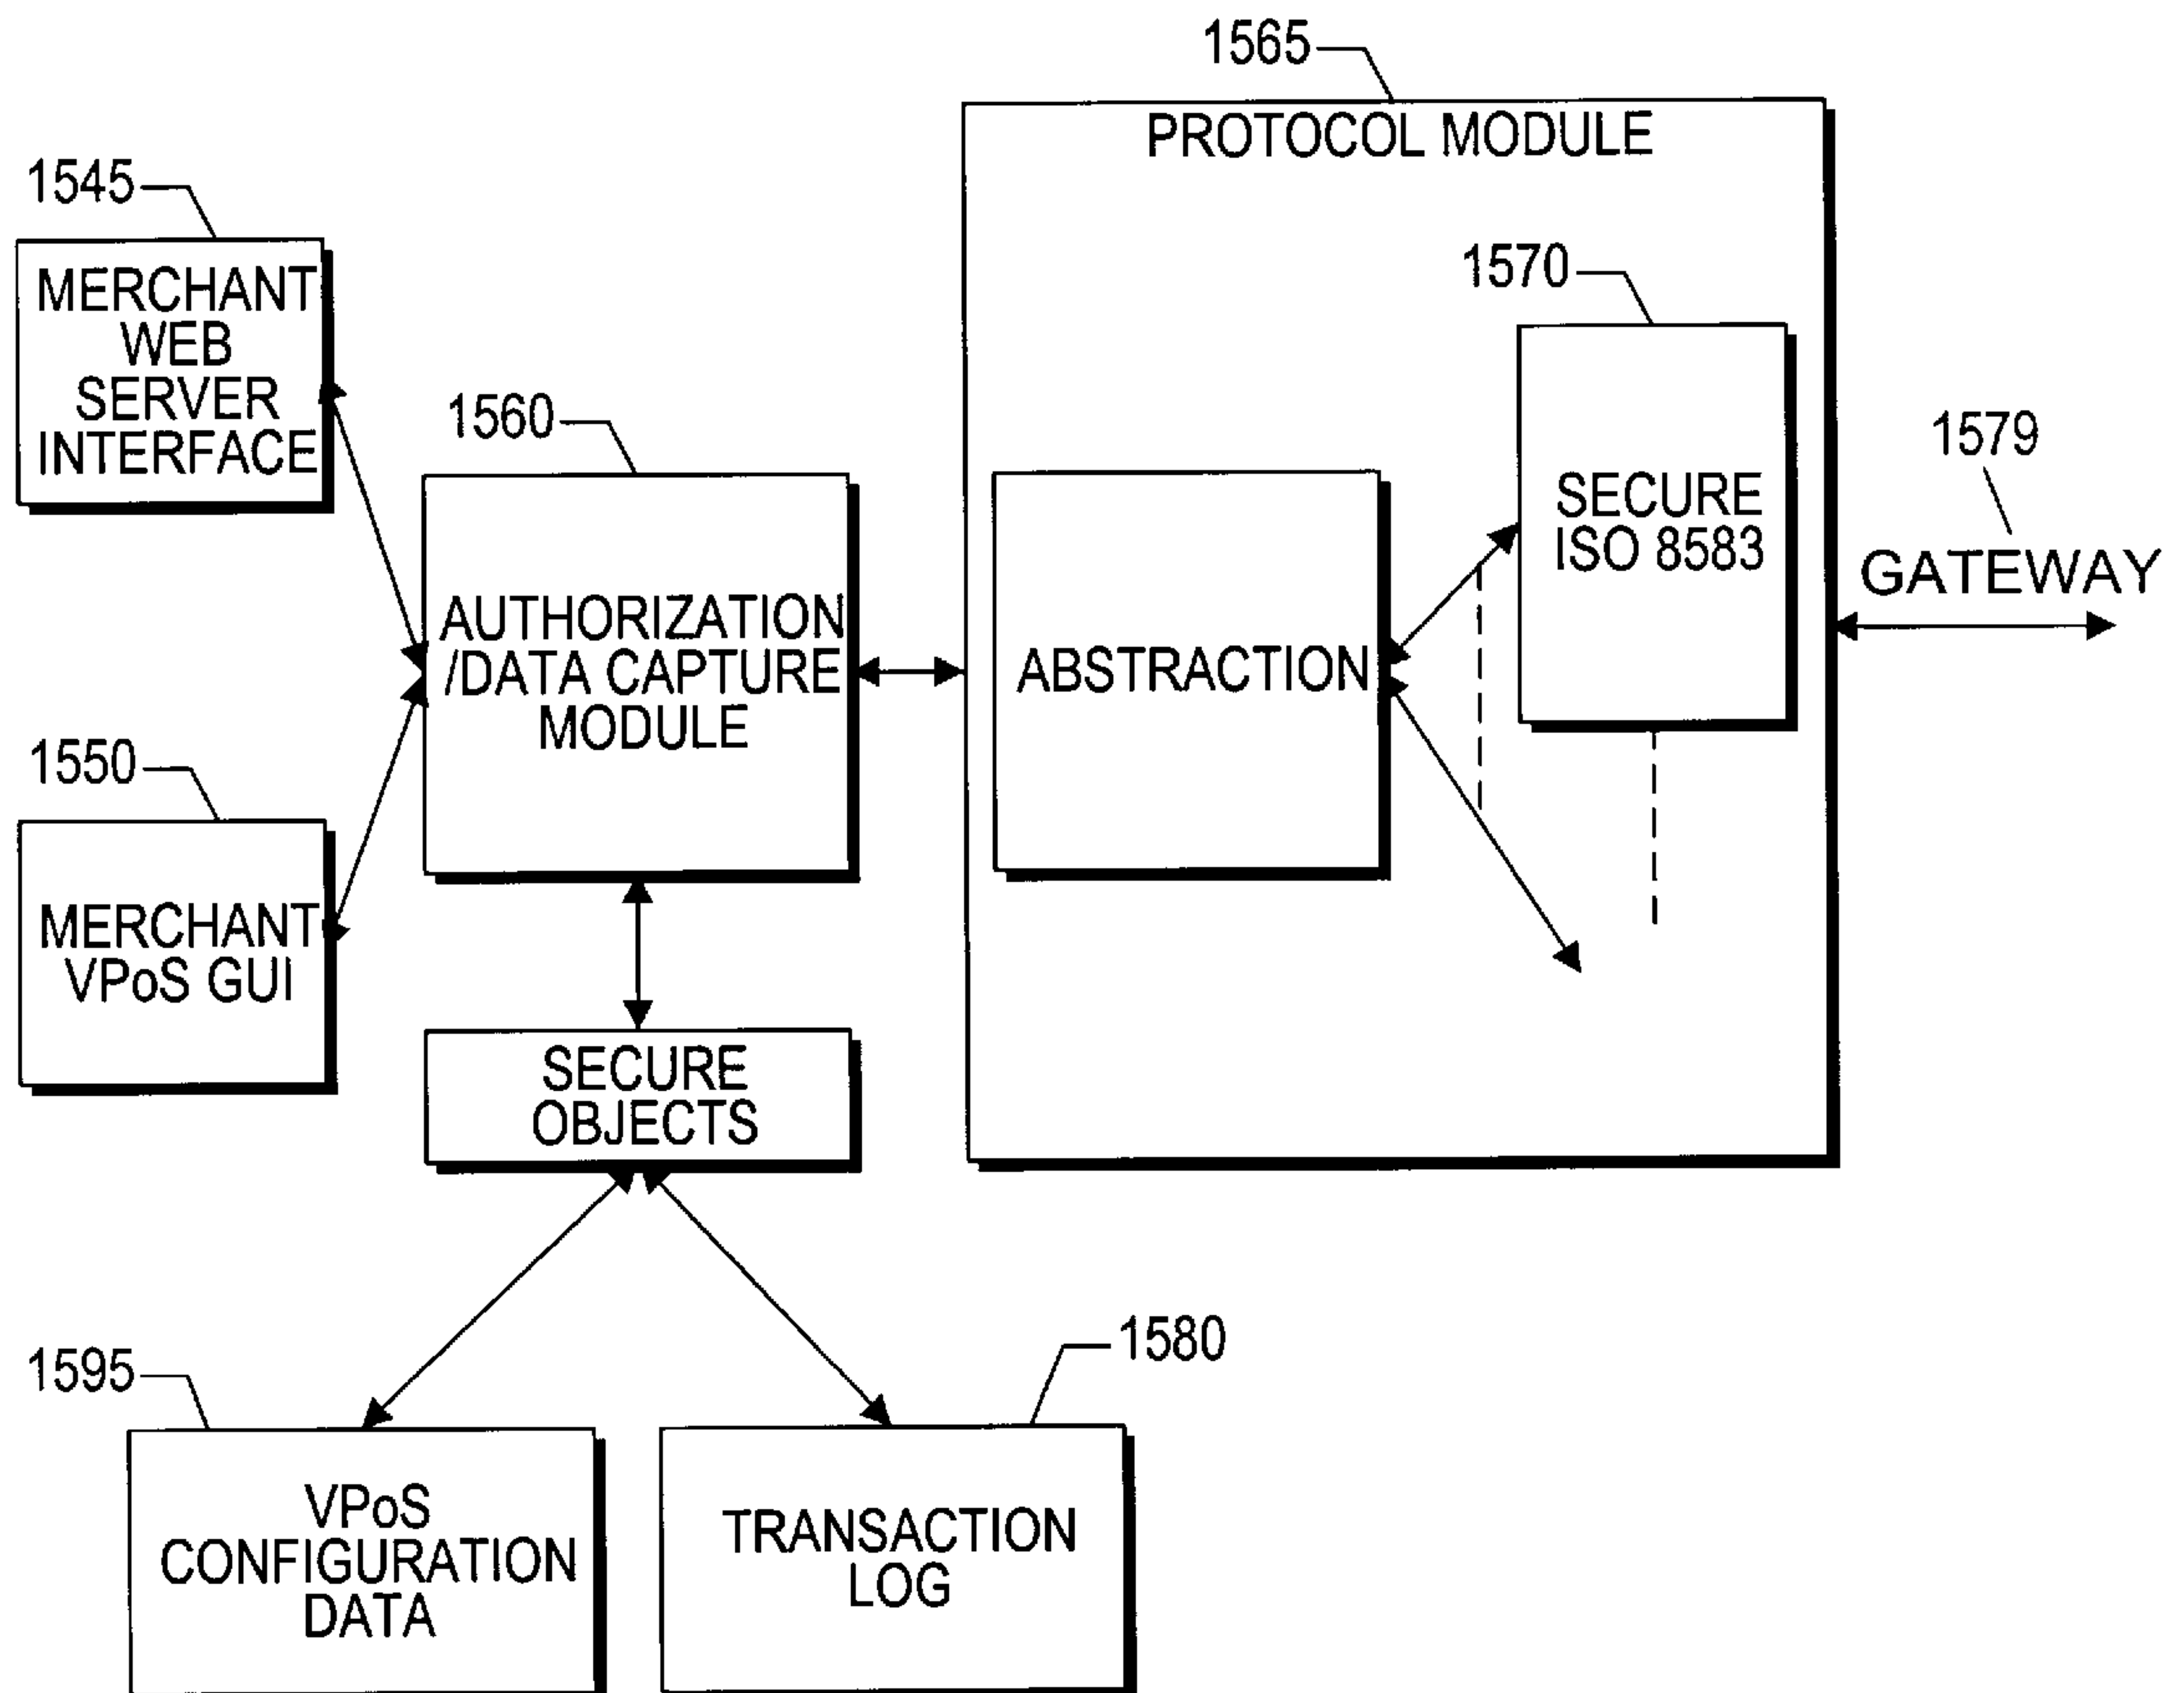 1565
PROTOCOL MODULE
1545
MERCHANT
WEB
SERVER
INTERFACE
1570
SECURE
ISO 8583
1579
GATEWAY
1560
AUTHORIZATION
/DATA CAPTURE
MODULE
ABSTRACTION
1550
MERCHANT
VPoS GUI
SECURE
OBJECTS
1595
VPoS
CONFIGURATION
DATA
1580
TRANSACTION
LOG